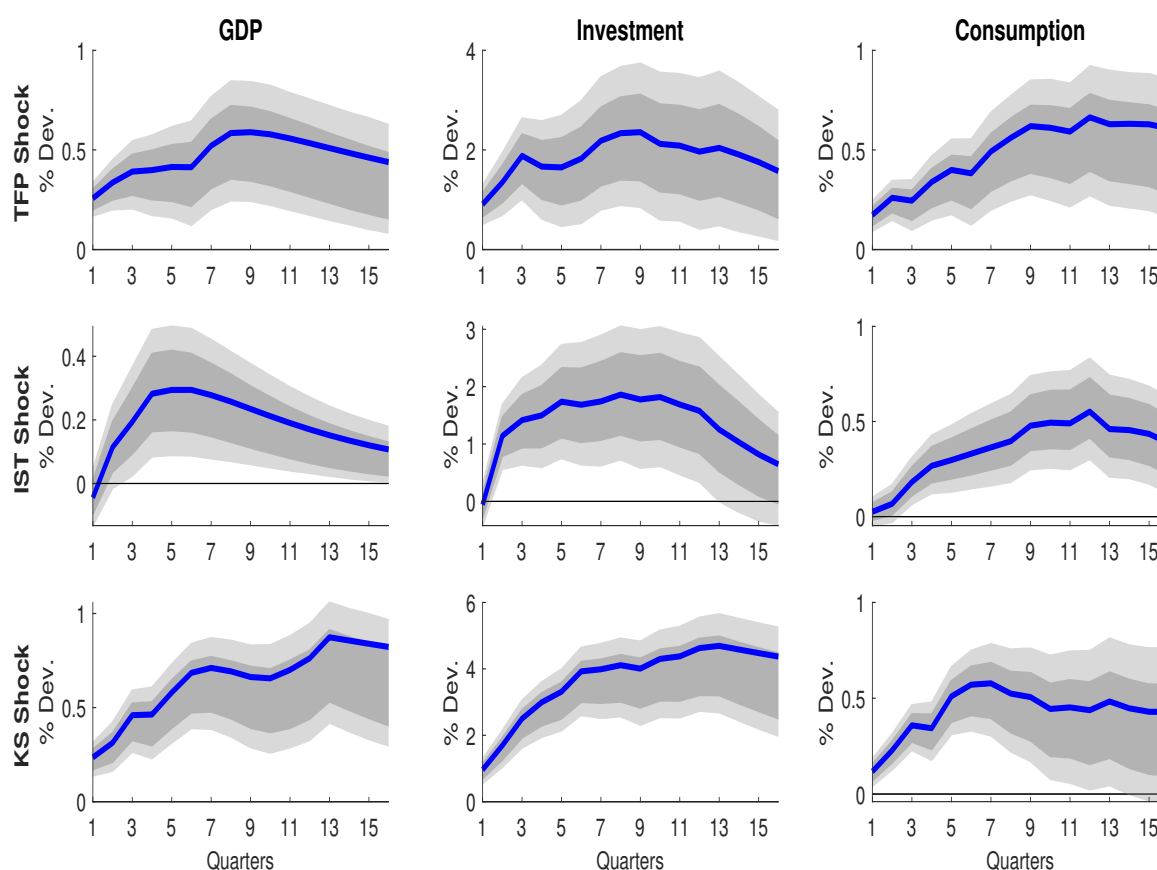 GDP Investment Consumption
TFP Shock
% Dev. % Dev. % Dev.
1 4 1
0.5 2 0.5
0 0 0
1 3 5 7 9 11 13 15 1 3 5 7 9 11 13 15 1 3 5 7 9 11 13 15
IST Shock
% Dev. % Dev. % Dev.
0.4 3 1
0.2 2 0.5
0 1 0
0
1 3 5 7 9 11 13 15 1 3 5 7 9 11 13 15 1 3 5 7 9 11 13 15
KS Shock
% Dev. % Dev. % Dev.
1 6 1
0.5 4 0.5
0 2 0
0
1 3 5 7 9 11 13 15 1 3 5 7 9 11 13 15 1 3 5 7 9 11 13 15
Quarters Quarters Quarters